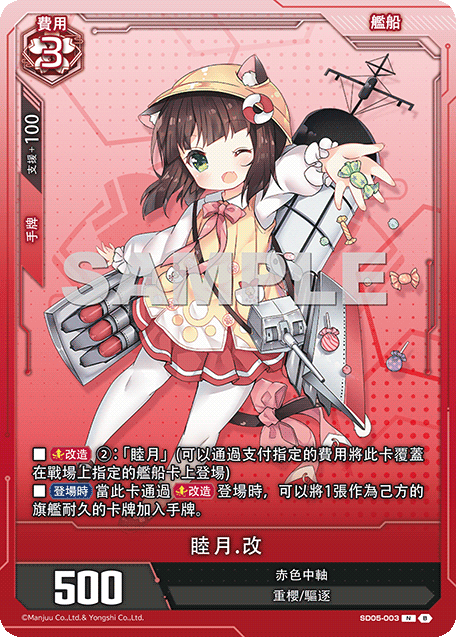 費用
3
艦船
支援+100
手牌
SAMPLE
■ 改造 ②:「睦月」(可以通過支付指定的費用將此卡覆蓋
在戰場上指定的艦船卡上登場)
■ 登場時 當此卡通過 改造 登場時，可以將1張作為己方的
旗艦耐久的卡牌加入手牌。
睦月.改
500
赤色中軸
重櫻/驅逐
©Manjuu Co.,Ltd.& Yongshi Co.,Ltd.
SD05-003 N B